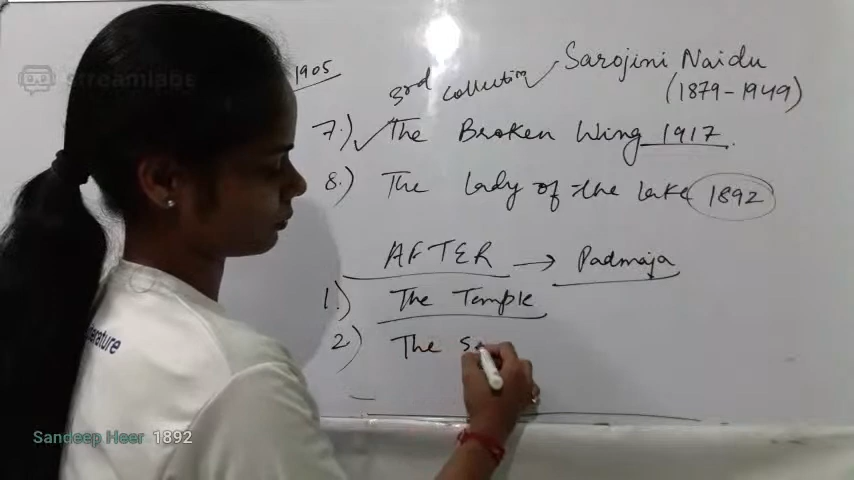 streamlabs
1905
3rd collection Sarojini Naidu
(1879-1949)
7.) The Broken Wing 1917.
8.) The Lady of the Lake 1892
AFTER → Padmaja
1.) The Temple
2.) The S
Literature
Sandeep Heer 1892